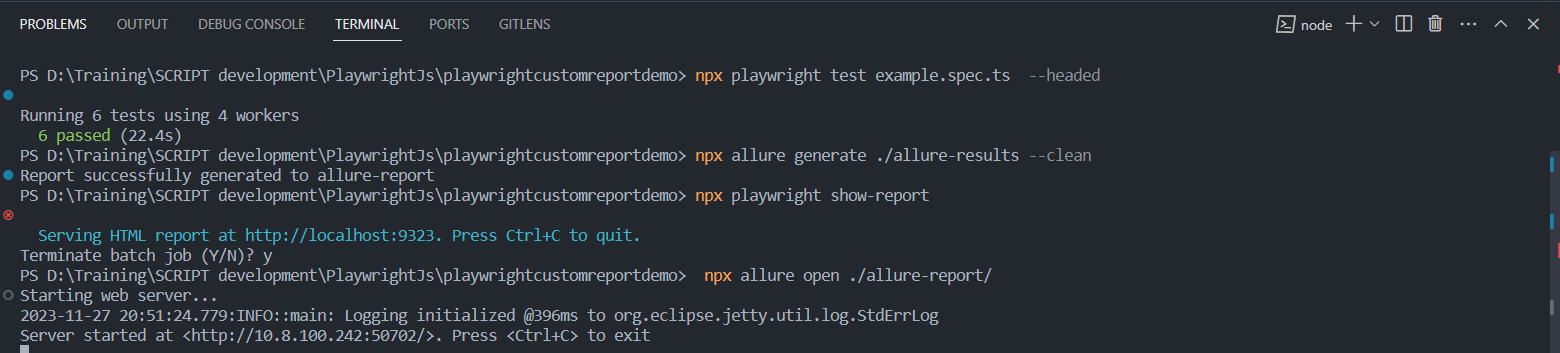 PROBLEMS OUTPUT DEBUG CONSOLE TERMINAL PORTS GITLENS node
PS D:\Training\SCRIPT development\PlaywrightJs\playwrightcustomreportdemo> npx playwright test example.spec.ts  --headed
Running 6 tests using 4 workers
  6 passed (22.4s)
PS D:\Training\SCRIPT development\PlaywrightJs\playwrightcustomreportdemo> npx allure generate ./allure-results --clean
Report successfully generated to allure-report
PS D:\Training\SCRIPT development\PlaywrightJs\playwrightcustomreportdemo> npx playwright show-report
  Serving HTML report at http://localhost:9323. Press Ctrl+C to quit.
Terminate batch job (Y/N)? y
PS D:\Training\SCRIPT development\PlaywrightJs\playwrightcustomreportdemo>  npx allure open ./allure-report/
Starting web server...
2023-11-27 20:51:24.779:INFO::main: Logging initialized @396ms to org.eclipse.jetty.util.log.StdErrLog
Server started at <http://10.8.100.242:50702/>. Press <Ctrl+C> to exit